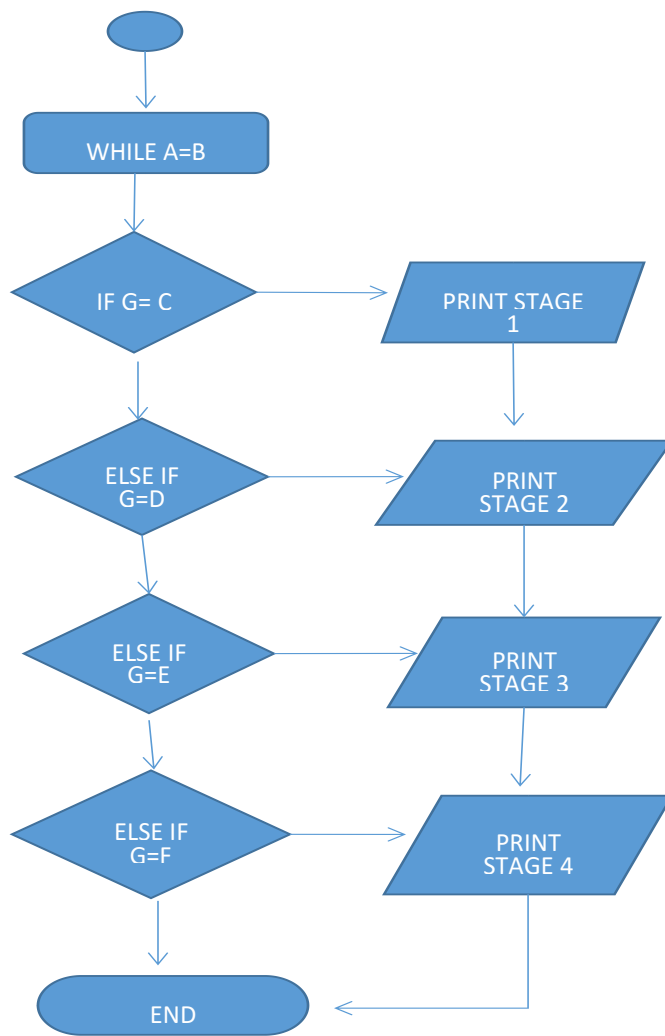 WHILE A=B
IF G= C
PRINT STAGE
1
ELSE IF
G=D
PRINT
STAGE 2
ELSE IF
G=E
PRINT
STAGE 3
ELSE IF
G=F
PRINT
STAGE 4
END